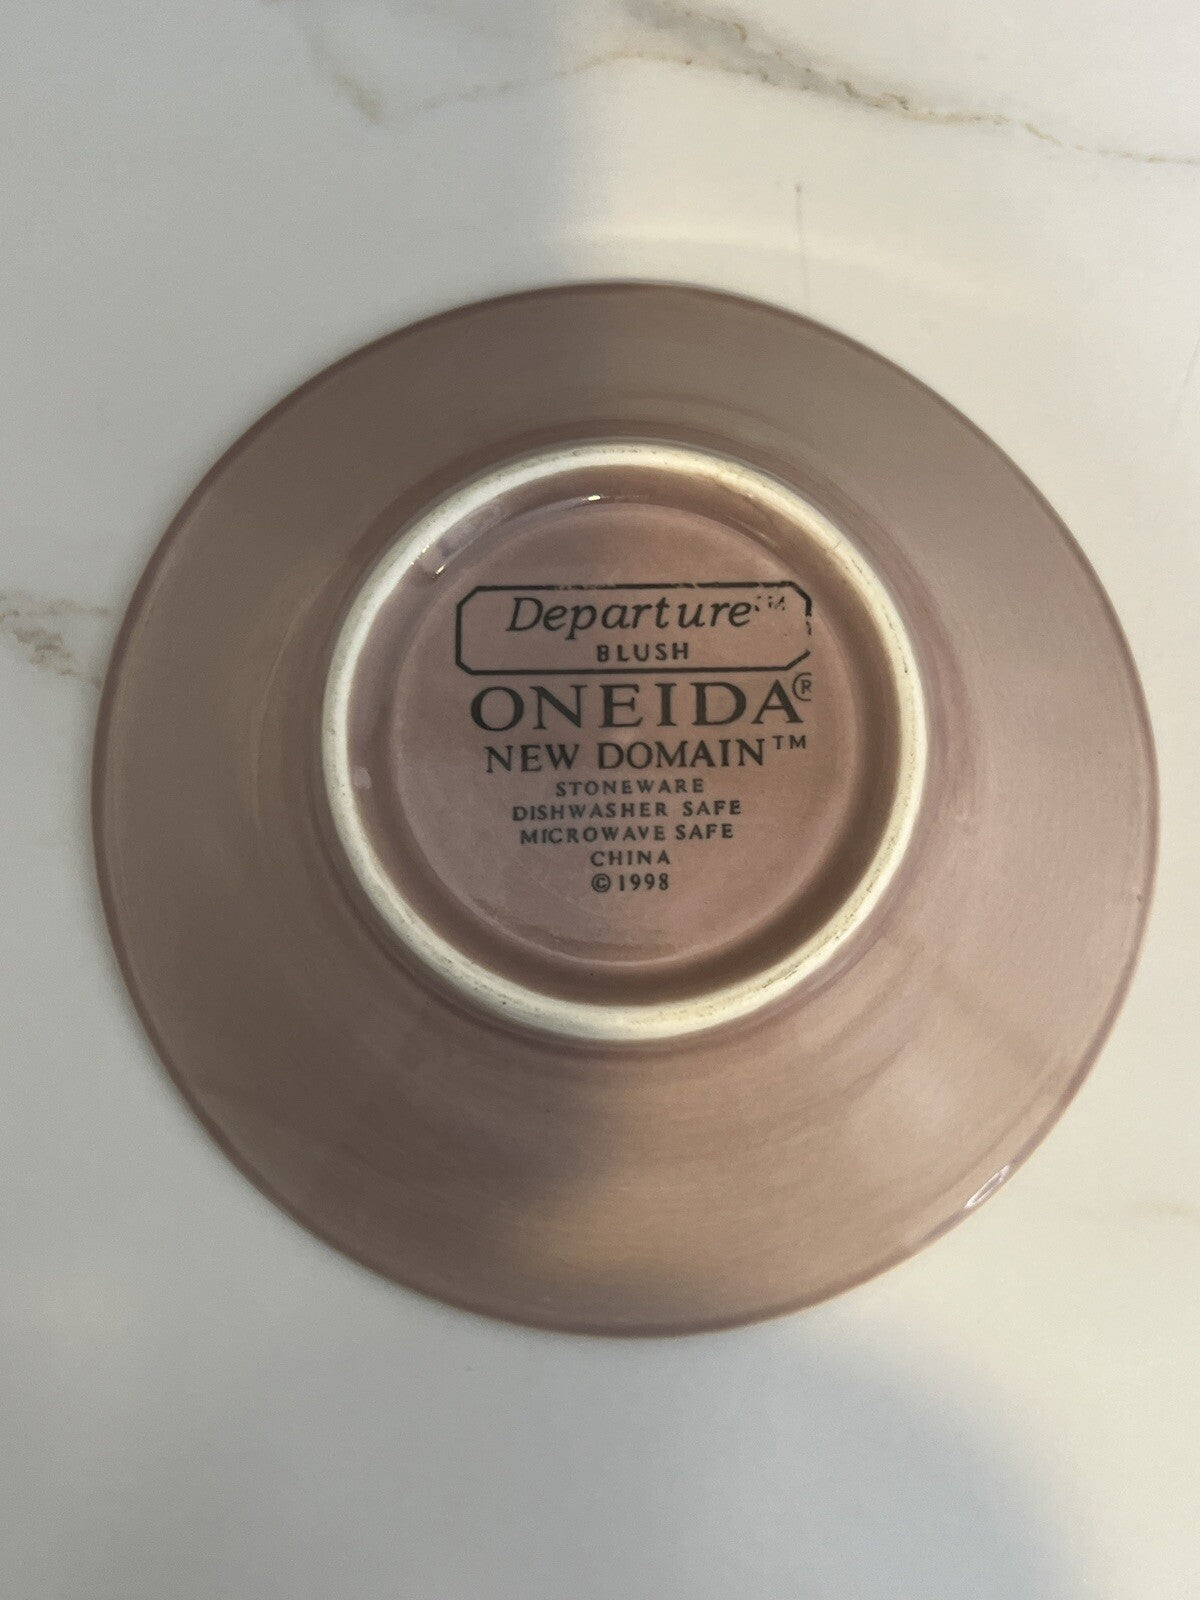 Departure™
BLUSH
ONEIDA®
NEW DOMAIN™
STONEWARE
DISHWASHER SAFE
MICROWAVE SAFE
CHINA
©1998